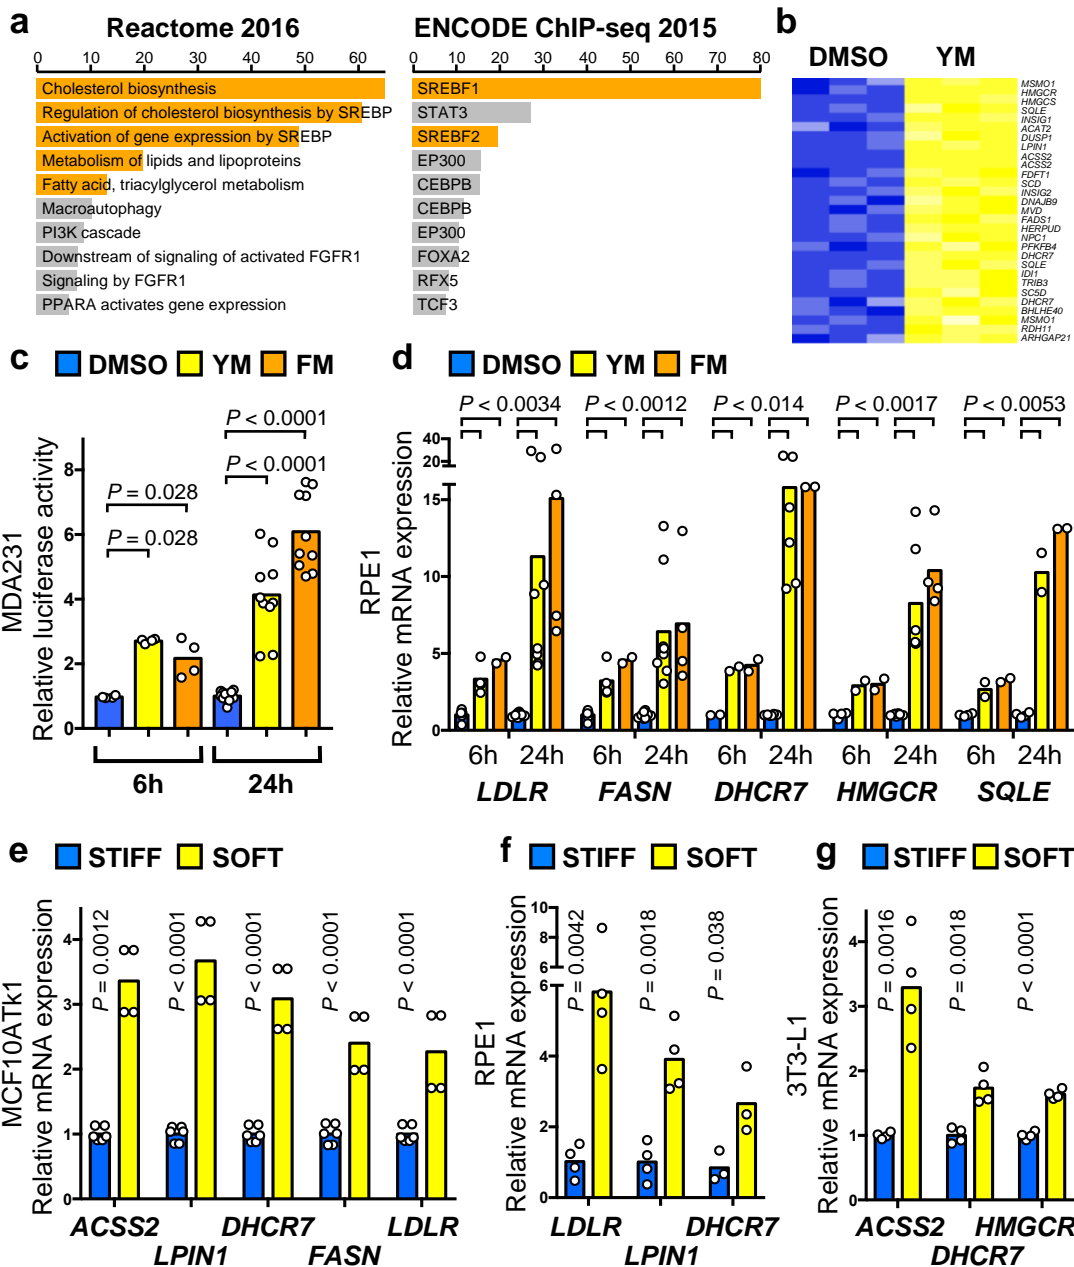 a
Reactome 2016
ENCODE ChIP-seq 2015
0 10 20 30 40 50 60
0 10 20 30 40 50 60 70 80
Cholesterol biosynthesis
Regulation of cholesterol biosynthesis by SREBP
Activation of gene expression by SREBP
Metabolism of lipids and lipoproteins
Fatty acid, triacylglycerol metabolism
Macroautophagy
PI3K cascade
Downstream of signaling of activated FGFR1
Signaling by FGFR1
PPARA activates gene expression
SREBF1
STAT3
SREBF2
EP300
CEBPB
CEBPB
EP300
FOXA2
RFX5
TCF3
b
DMSO YM
MSMO1
HMGCR
HMGCS
SQLE
INSIG1
ACAT2
DUSP1
LPIN1
ACSS2
ACSS2
FDFT1
SCD
INSIG2
DNAJB9
MVD
FADS1
HERPUD
NPC1
PFKFB4
DHCR7
SQLE
IDI1
TRIB3
SC5D
DHCR7
BHLHE40
MSMO1
RDH11
ARHGAP21
c
DMSO YM FM
MDA231
Relative luciferase activity
8
6
4
2
0
P = 0.028
P = 0.028
P < 0.0001
P < 0.0001
6h 24h
d
DMSO YM FM
RPE1
Relative mRNA expression
40
20
15
10
5
0
P < 0.0034 P < 0.0012 P < 0.014 P < 0.0017 P < 0.0053
6h 24h 6h 24h 6h 24h 6h 24h 6h 24h
LDLR FASN DHCR7 HMGCR SQLE
e
STIFF SOFT
MCF10ATk1
Relative mRNA expression
4
3
2
1
0
P = 0.0012
P < 0.0001
P < 0.0001
P < 0.0001
P < 0.0001
ACSS2 DHCR7 LDLR
LPIN1 FASN
f
STIFF SOFT
RPE1
Relative mRNA expression
10
8
6
6
4
2
0
P = 0.0042
P = 0.0018
P = 0.038
LDLR DHCR7
LPIN1
g
STIFF SOFT
3T3-L1
Relative mRNA expression
4
3
2
1
0
P = 0.0016
P = 0.0018
P < 0.0001
ACSS2 HMGCR
DHCR7